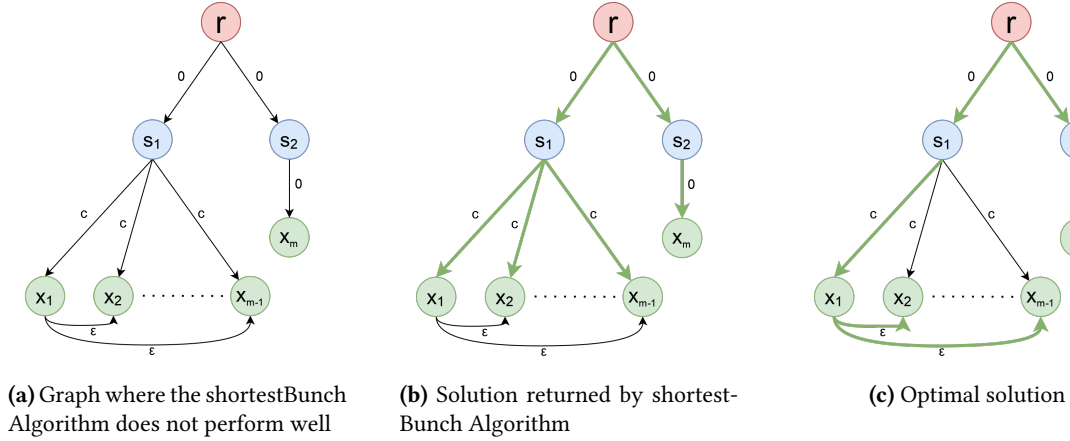 r
0
0
s₁
s₂
c
c
c
0
xₘ
x₁
x₂
xₘ₋₁
ε
ε
(a) Graph where the shortestBunch
Algorithm does not perform well
r
0
0
s₁
s₂
c
c
c
0
xₘ
x₁
x₂
xₘ₋₁
ε
ε
(b) Solution returned by shortest-
Bunch Algorithm
r
0
0
s₁
c
c
c
x₁
x₂
xₘ₋₁
ε
ε
(c) Optimal solution